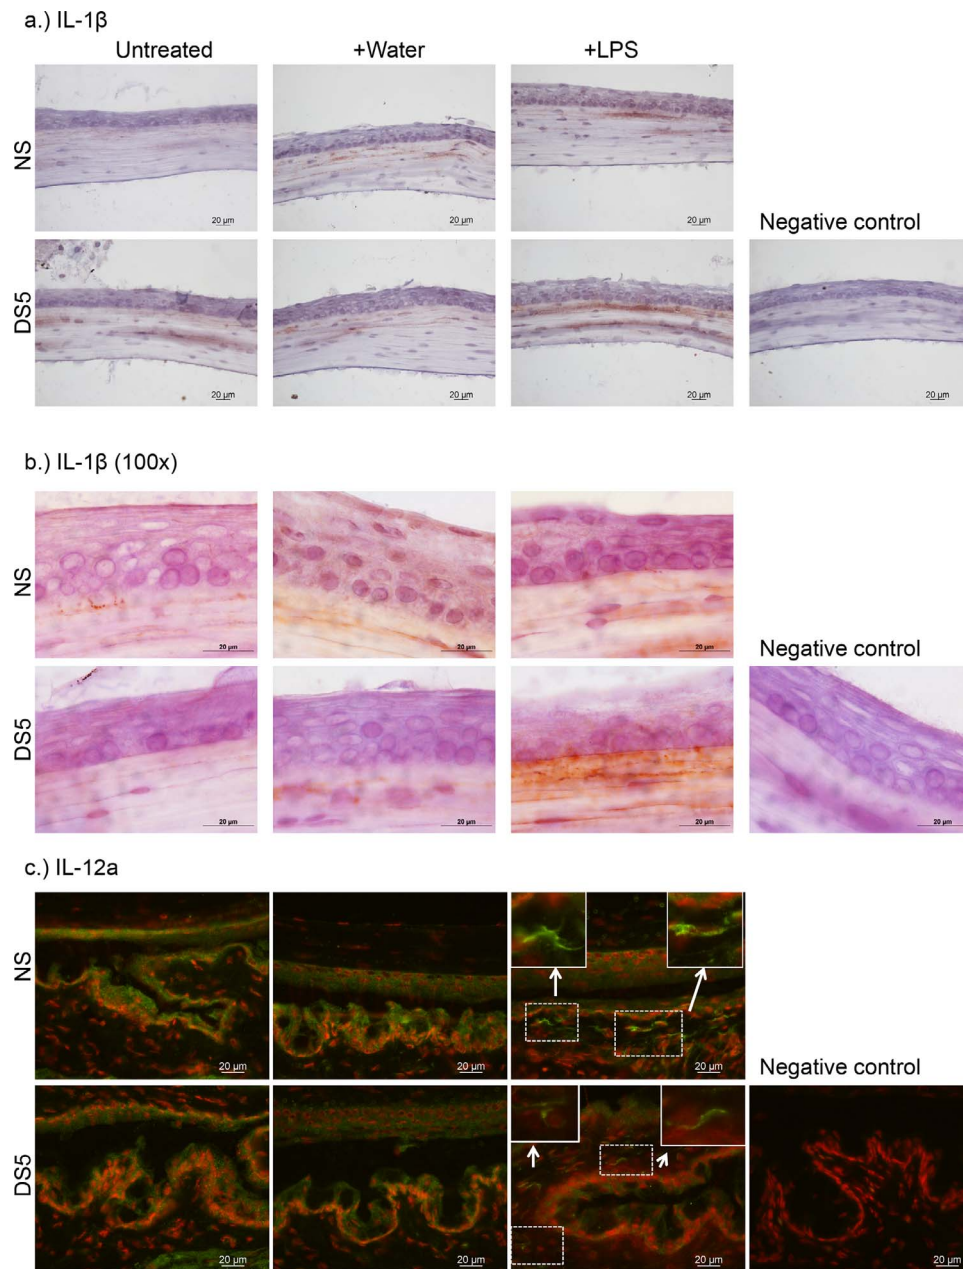 a.) IL-1β
Untreated +Water +LPS
NS
20 µm 20 µm 20 µm
Negative control
DS5
20 µm 20 µm 20 µm 20 µm
b.) IL-1β (100x)
NS
20 µm 20 µm 20 µm
Negative control
DS5
20 µm 20 µm 20 µm 20 µm
c.) IL-12a
NS
20 µm 20 µm 20 µm
Negative control
DS5
20 µm 20 µm 20 µm 20 µm